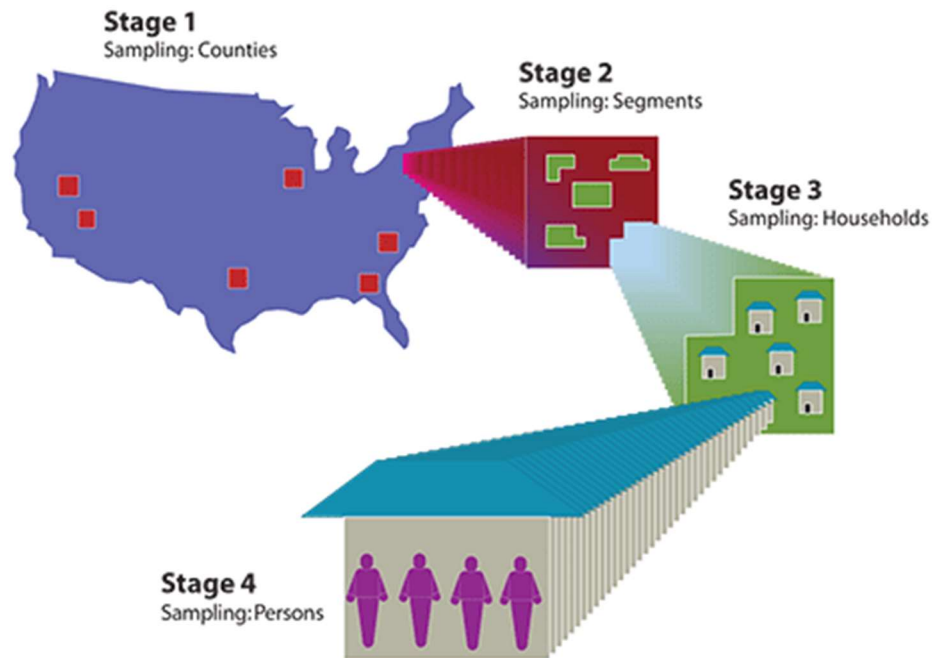 Stage 1
Sampling: Counties
Stage 2
Sampling: Segments
Stage 3
Sampling: Households
Stage 4
Sampling: Persons